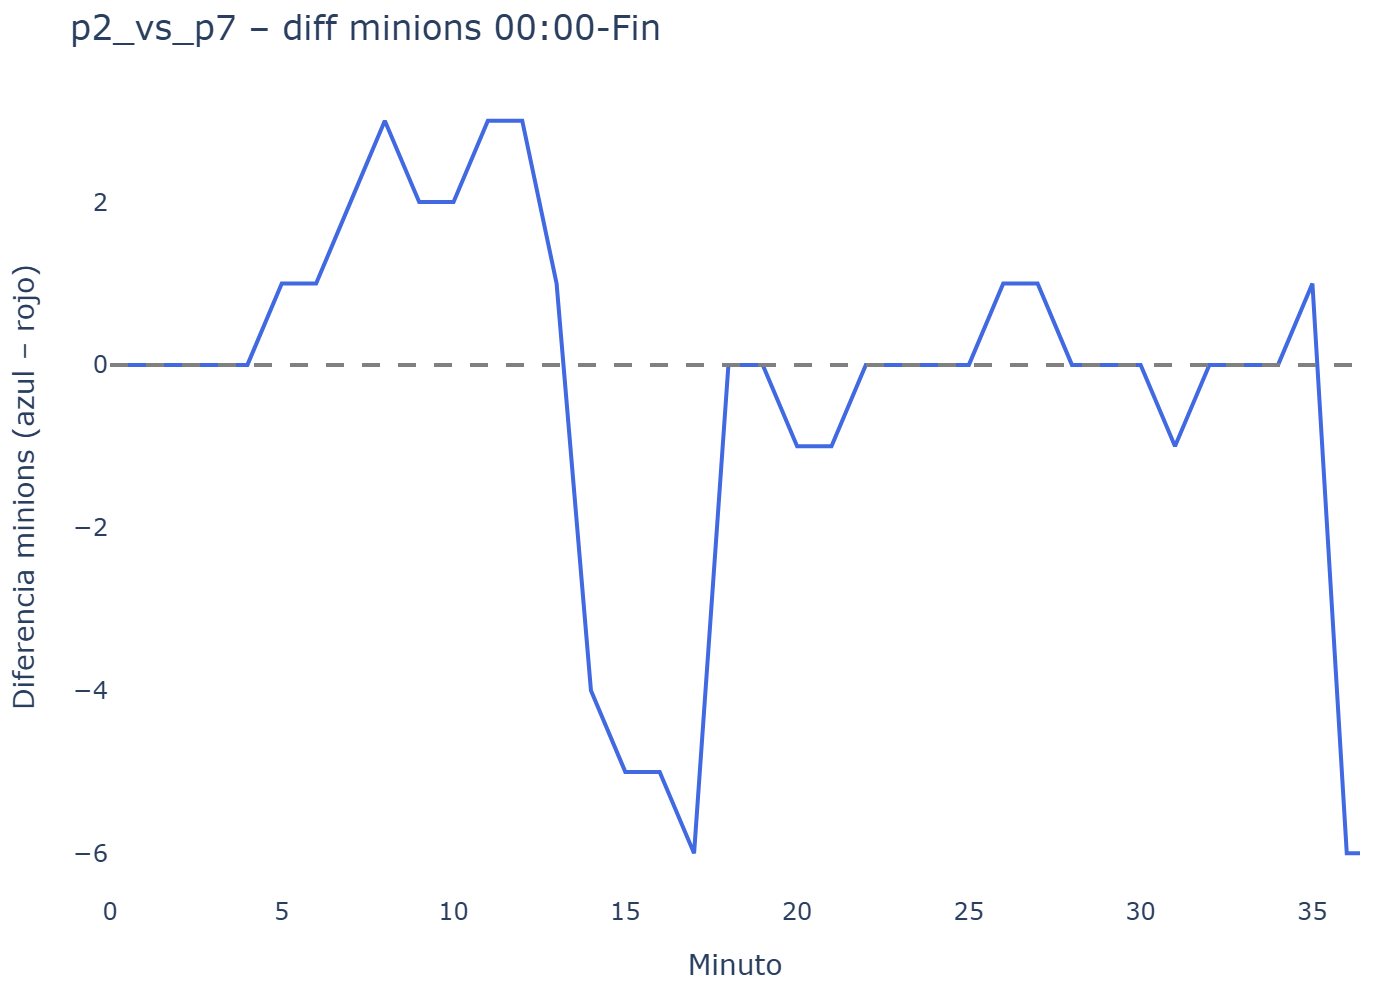 p2_vs_p7 – diff minions 00:00-Fin
Diferencia minions (azul – rojo)
2
0
−2
−4
−6
0 5 10 15 20 25 30 35
Minuto